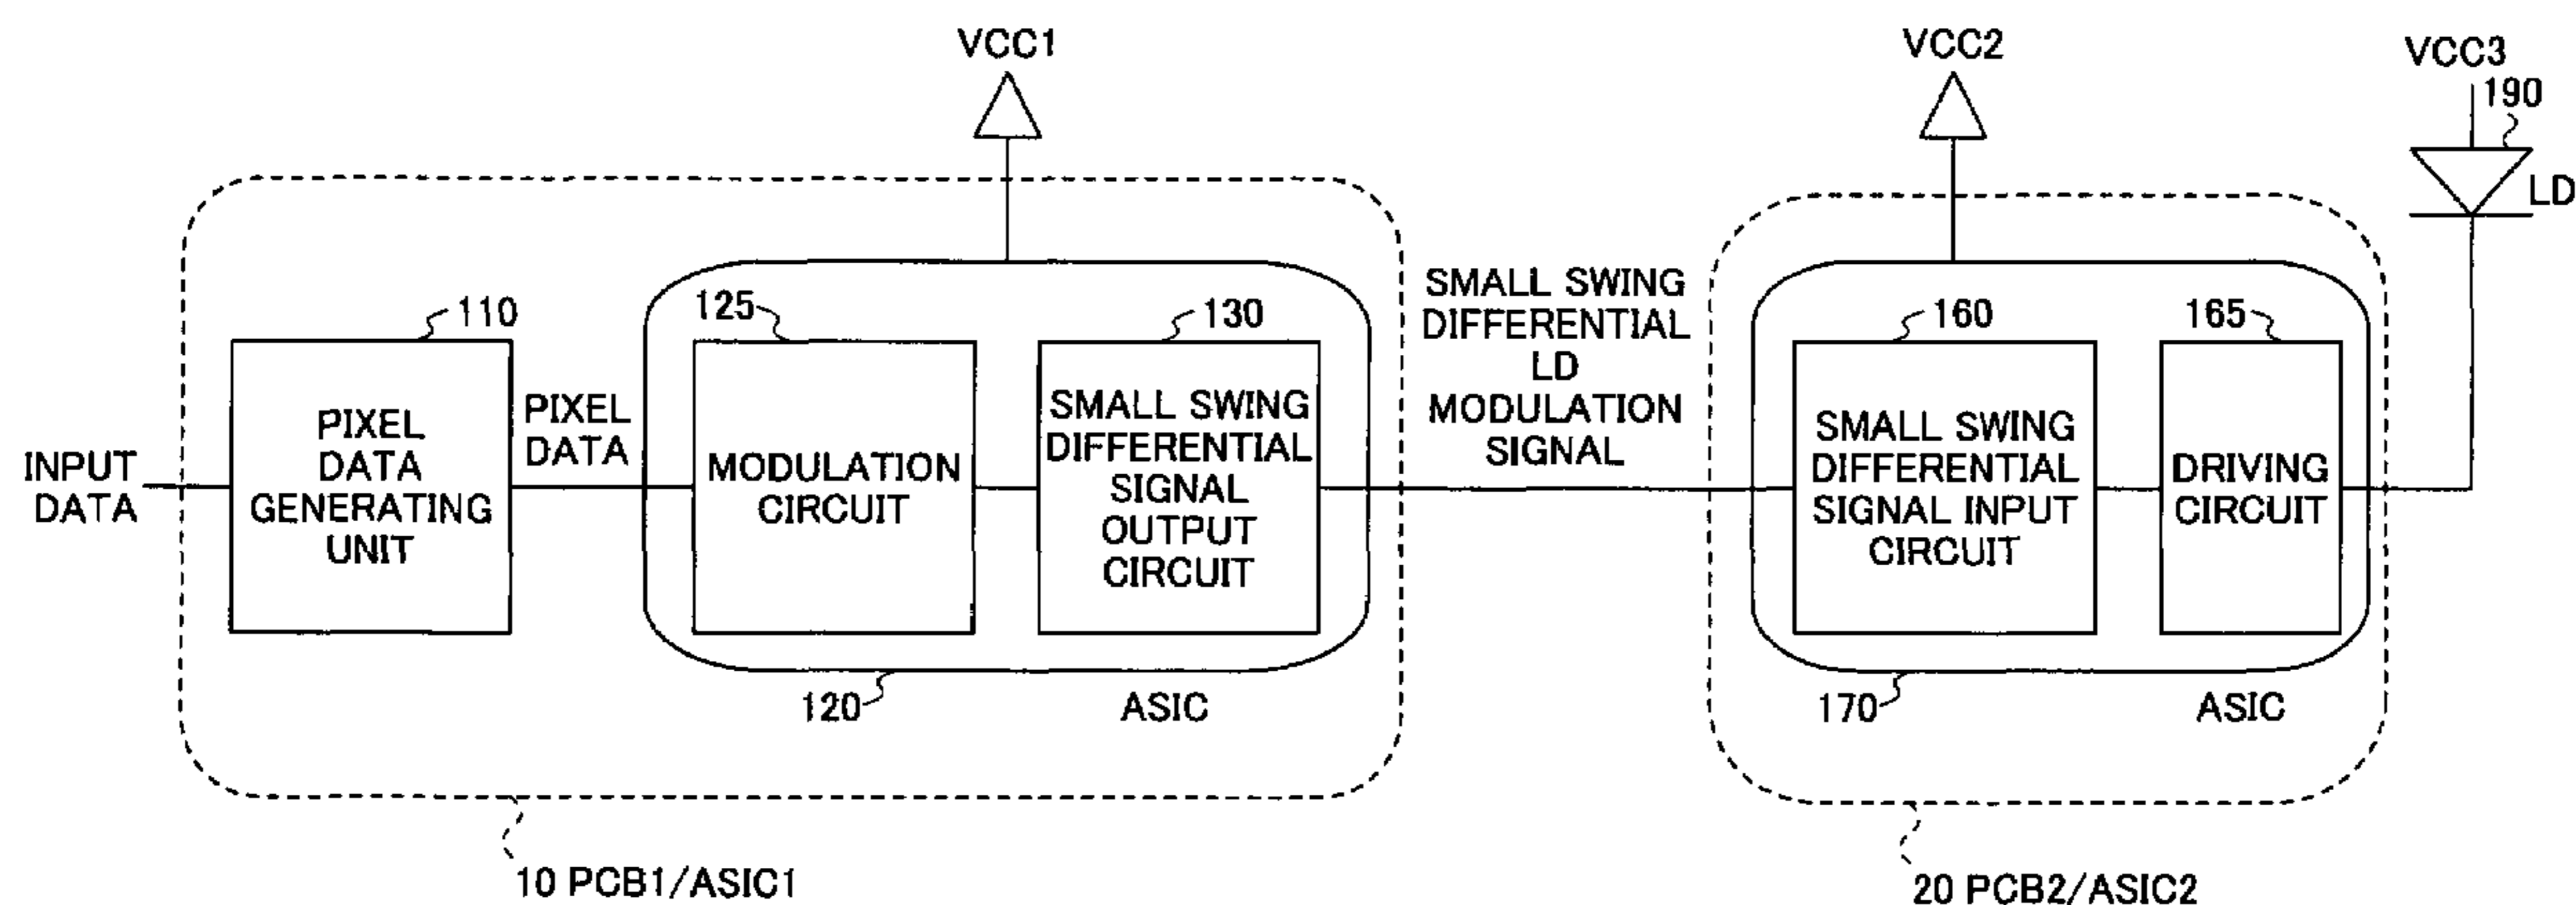 VCC1
VCC2
VCC3
190
LD
110
125
130
160
165
INPUT
DATA
PIXEL
DATA
GENERATING
UNIT
PIXEL
DATA
MODULATION
CIRCUIT
SMALL SWING
DIFFERENTIAL
SIGNAL
OUTPUT
CIRCUIT
SMALL SWING
DIFFERENTIAL
LD
MODULATION
SIGNAL
SMALL SWING
DIFFERENTIAL
SIGNAL INPUT
CIRCUIT
DRIVING
CIRCUIT
120
ASIC
170
ASIC
10 PCB1/ASIC1
20 PCB2/ASIC2